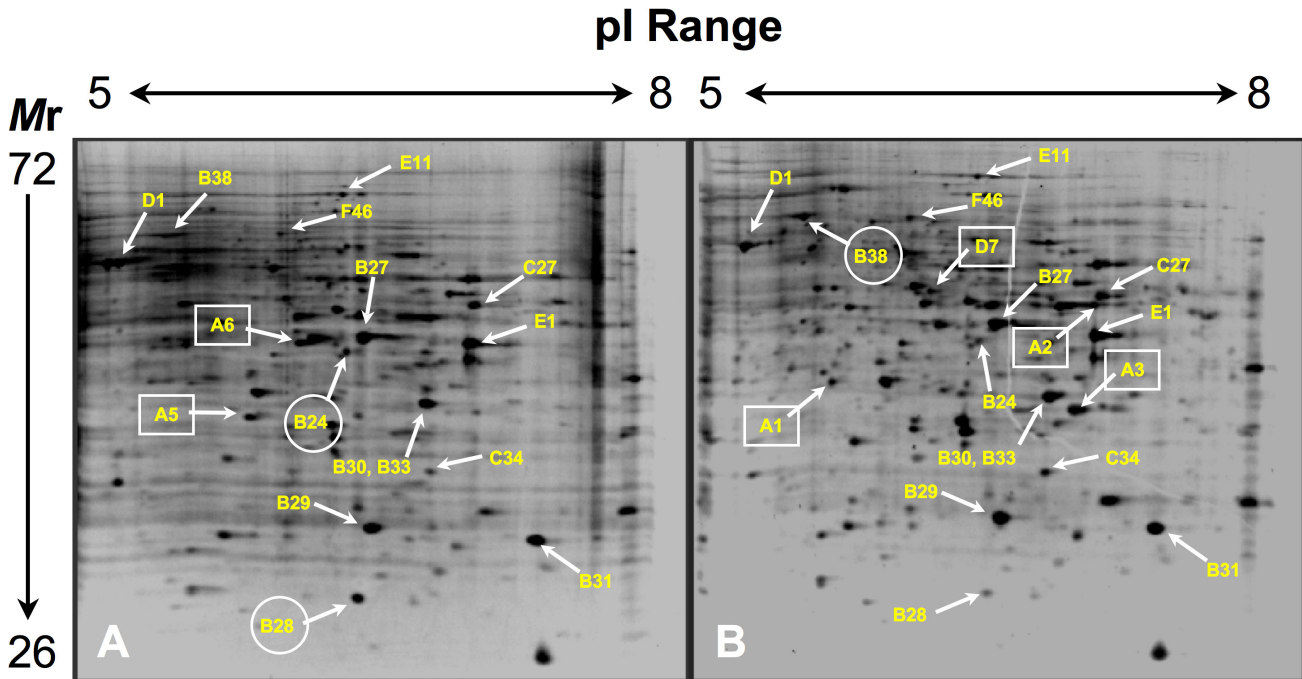 pI Range
5
8
5
8
Mr
72
26
E11
B38
D1
F46
B27
C27
A6
E1
A5
B24
B30, B33
C34
B29
B31
B28
A
E11
D1
F46
B38
D7
B27
C27
E1
A2
A3
B24
A1
B30, B33
C34
B29
B31
B28
B